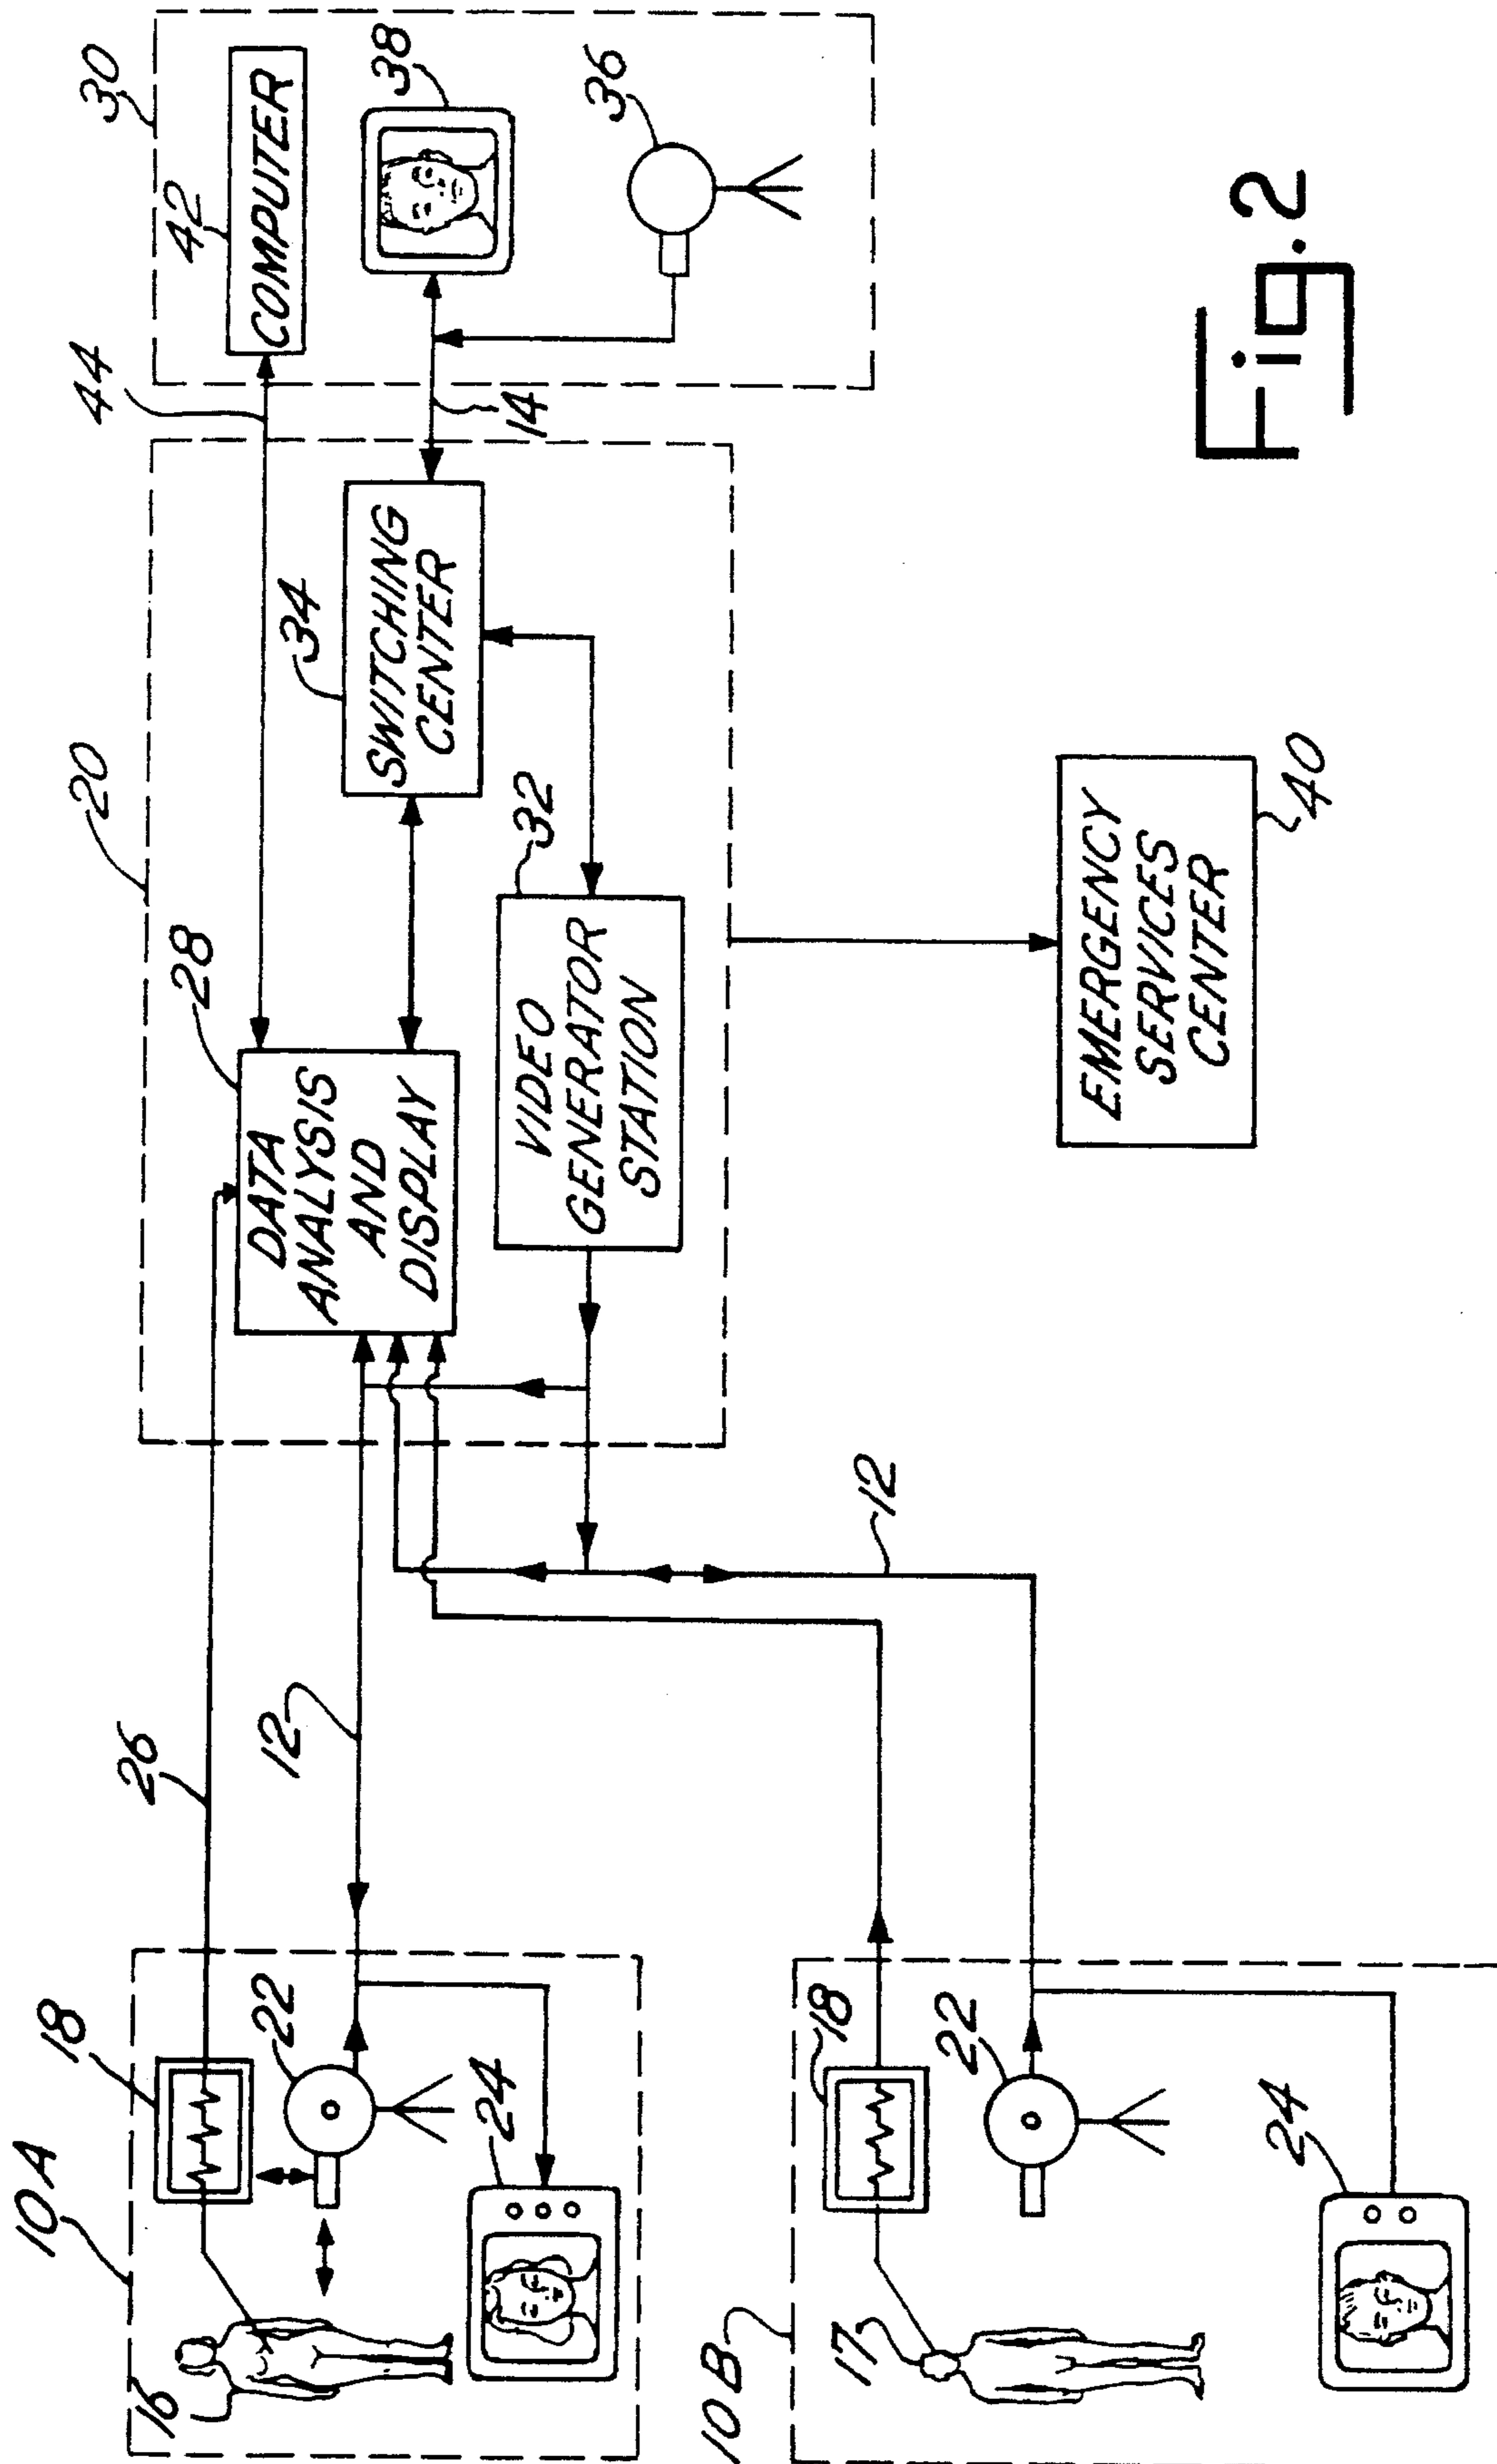 10A
16
18
22
24
26
12
20
28
DATA
ANALYSIS
AND
DISPLAY
34
SWITCHING
CENTER
32
VIDEO
GENERATOR
STATION
44
14
30
42
COMPUTER
38
36
10B
17
18
22
24
12
EMERGENCY
SERVICES
CENTER
40
Fig. 2